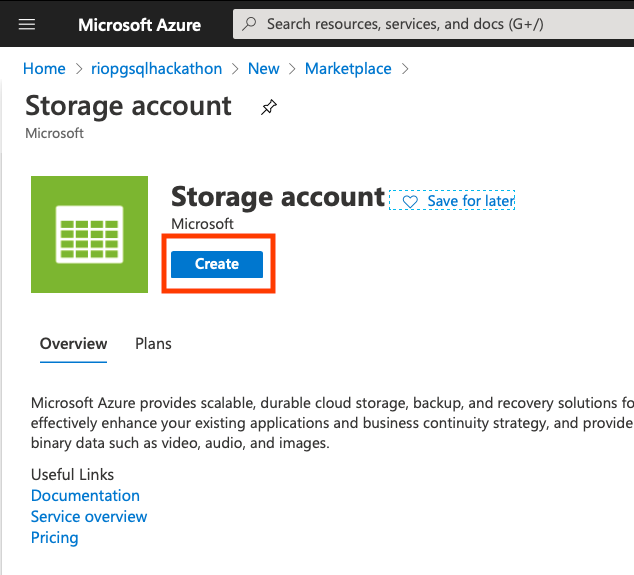 Microsoft Azure
Search resources, services, and docs (G+/)
Home > riopgsqlhackathon > New > Marketplace >
Storage account
Microsoft
Storage account
Save for later
Microsoft
Create
Overview Plans
Microsoft Azure provides scalable, durable cloud storage, backup, and recovery solutions fo
effectively enhance your existing applications and business continuity strategy, and provide
binary data such as video, audio, and images.
Useful Links
Documentation
Service overview
Pricing